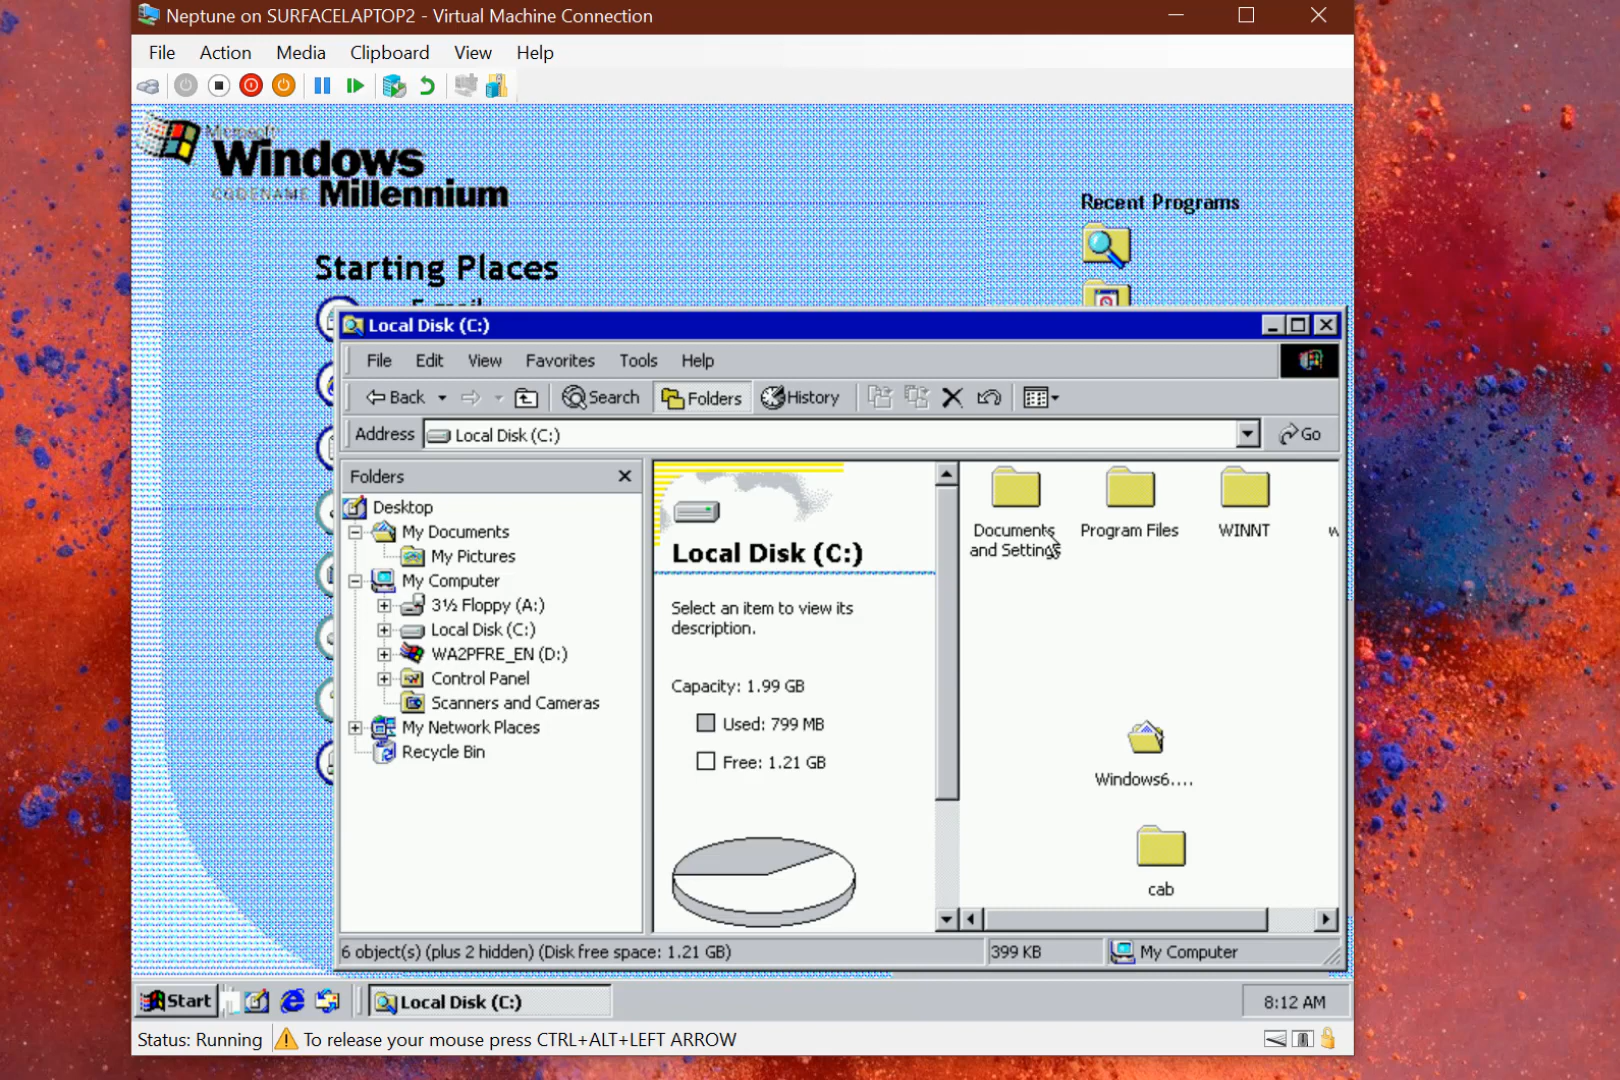 Neptune on SURFACELAPTOP2 - Virtual Machine Connection
File Action Media Clipboard View Help
Microsoft
Windows
CODENAME Millennium
Recent Programs
Starting Places
Local Disk (C:)
File Edit View Favorites Tools Help
Back Search Folders History
Address Local Disk (C:) Go
Folders
Desktop
My Documents
My Pictures
My Computer
3½ Floppy (A:)
Local Disk (C:)
WA2PFRE_EN (D:)
Control Panel
Scanners and Cameras
My Network Places
Recycle Bin
Local Disk (C:)
Select an item to view its
description.
Capacity: 1.99 GB
Used: 799 MB
Free: 1.21 GB
Documents
and Settings
Program Files
WINNT
Windows6....
cab
6 object(s) (plus 2 hidden) (Disk free space: 1.21 GB)
399 KB
My Computer
Start
Local Disk (C:)
8:12 AM
Status: Running
To release your mouse press CTRL+ALT+LEFT ARROW